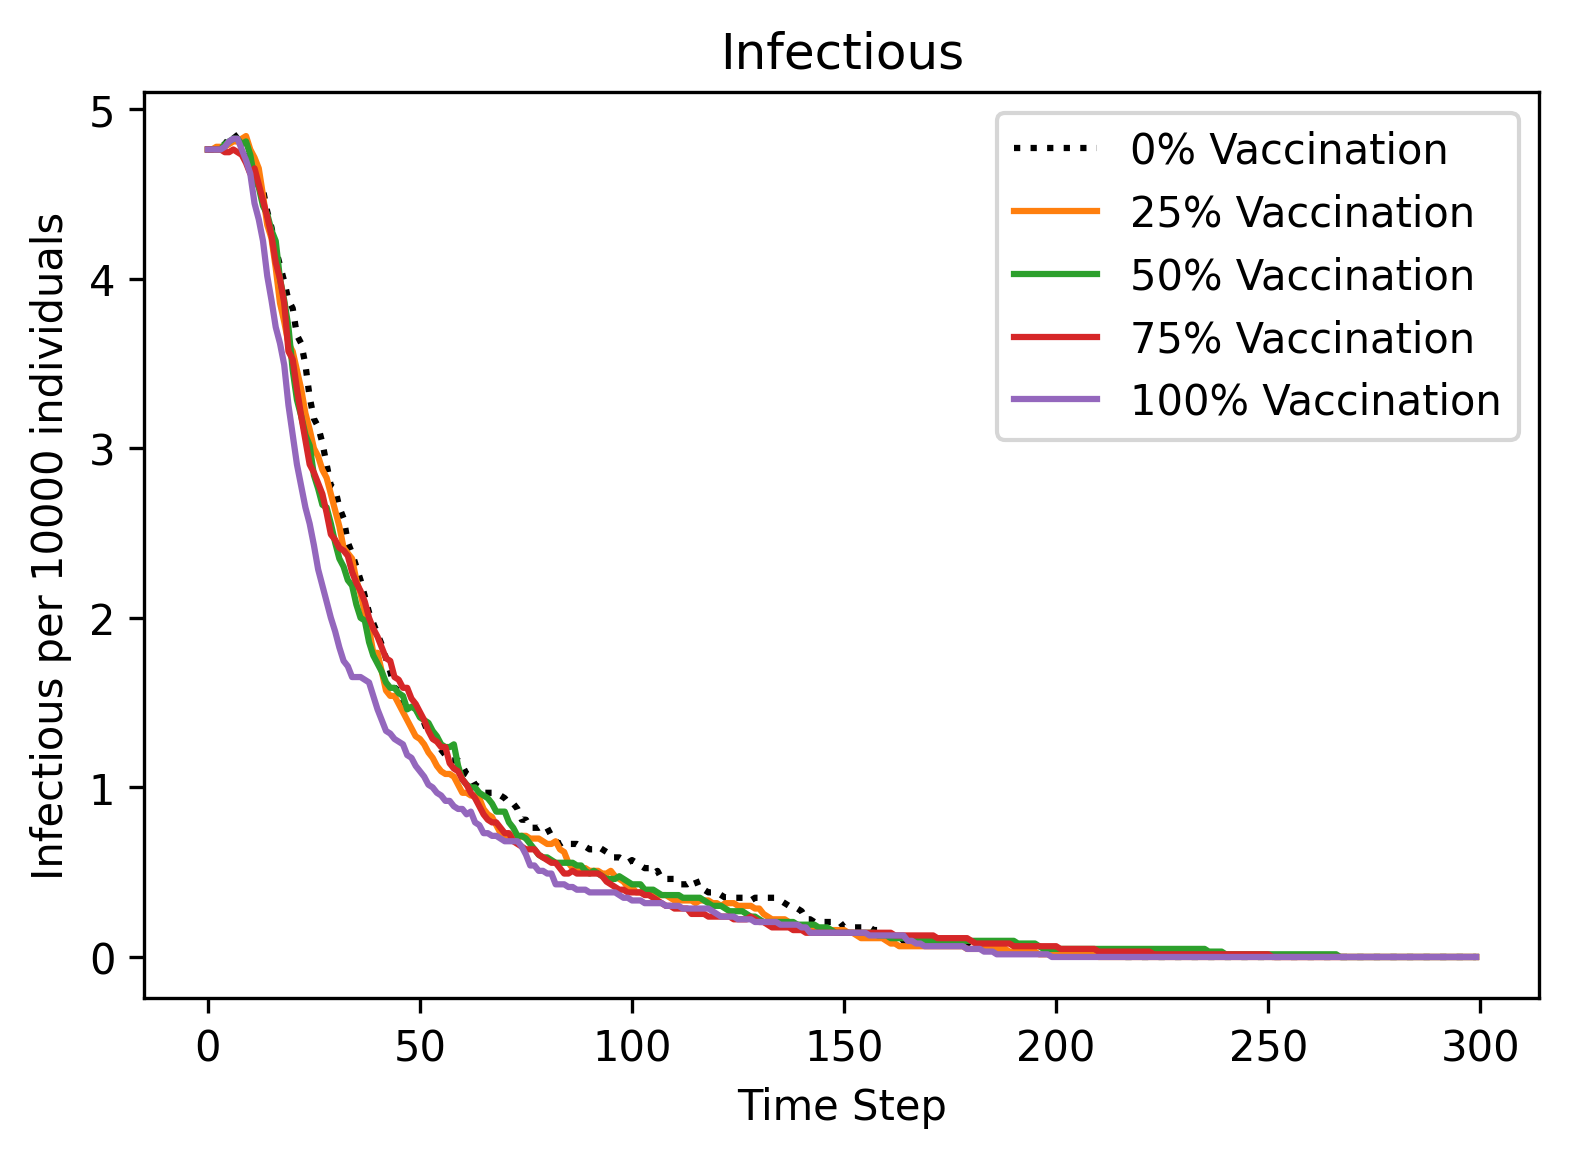 Infectious
5
4
3
2
1
0
Infectious per 10000 individuals
0% Vaccination
25% Vaccination
50% Vaccination
75% Vaccination
100% Vaccination
0 50 100 150 200 250 300
Time Step